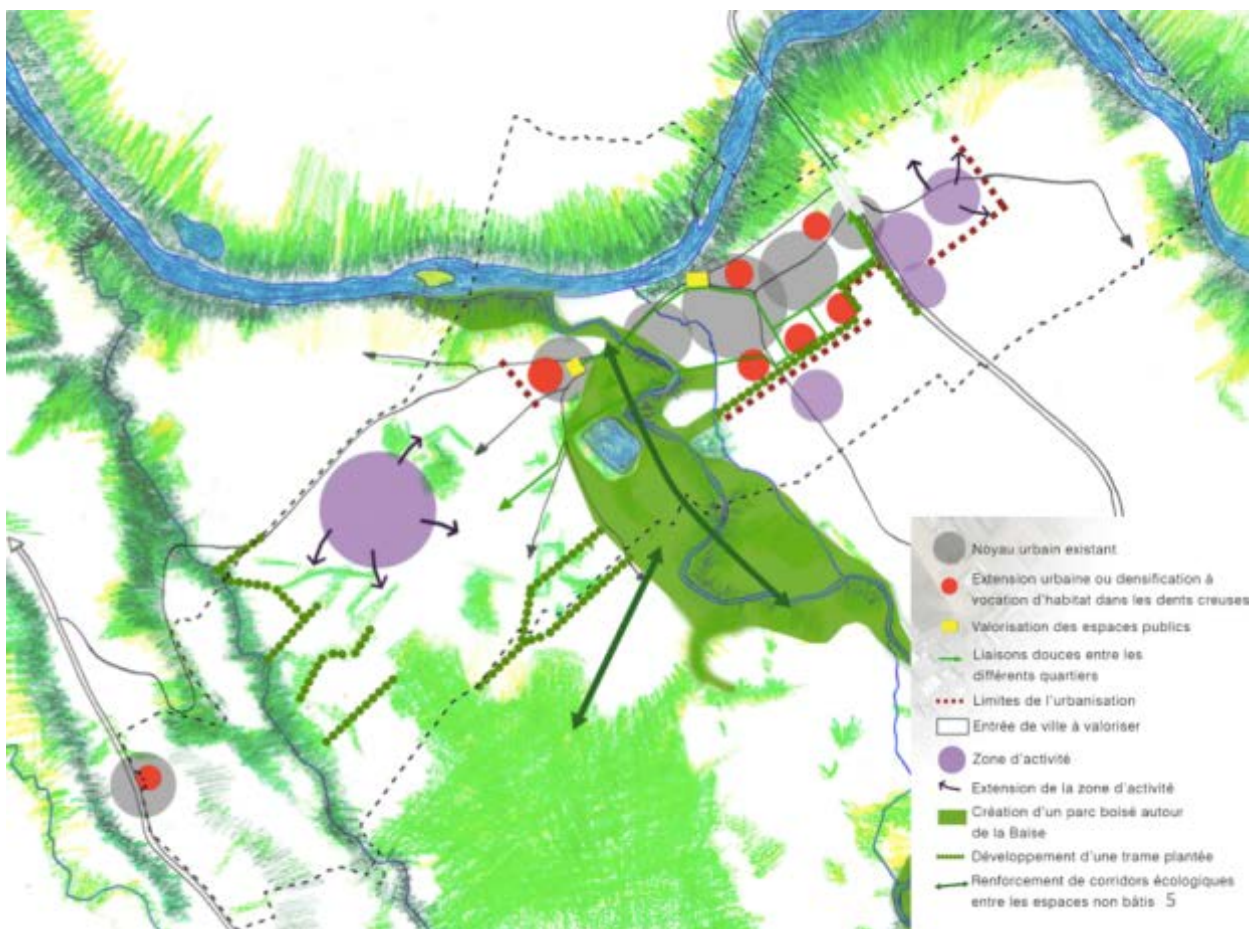 Noyau urbain existant
Extension urbaine ou densification à
vocation d'habitat dans les dents creuses
Valorisation des espaces publics
Liaisons douces entre les
différents quartiers
Limites de l'urbanisation
Entrée de ville à valoriser
Zone d'activité
Extension de la zone d'activité
Création d'un parc boisé autour
de la Baise
Développement d'une trame plantée
Renforcement de corridors écologiques
entre les espaces non bâtis 5